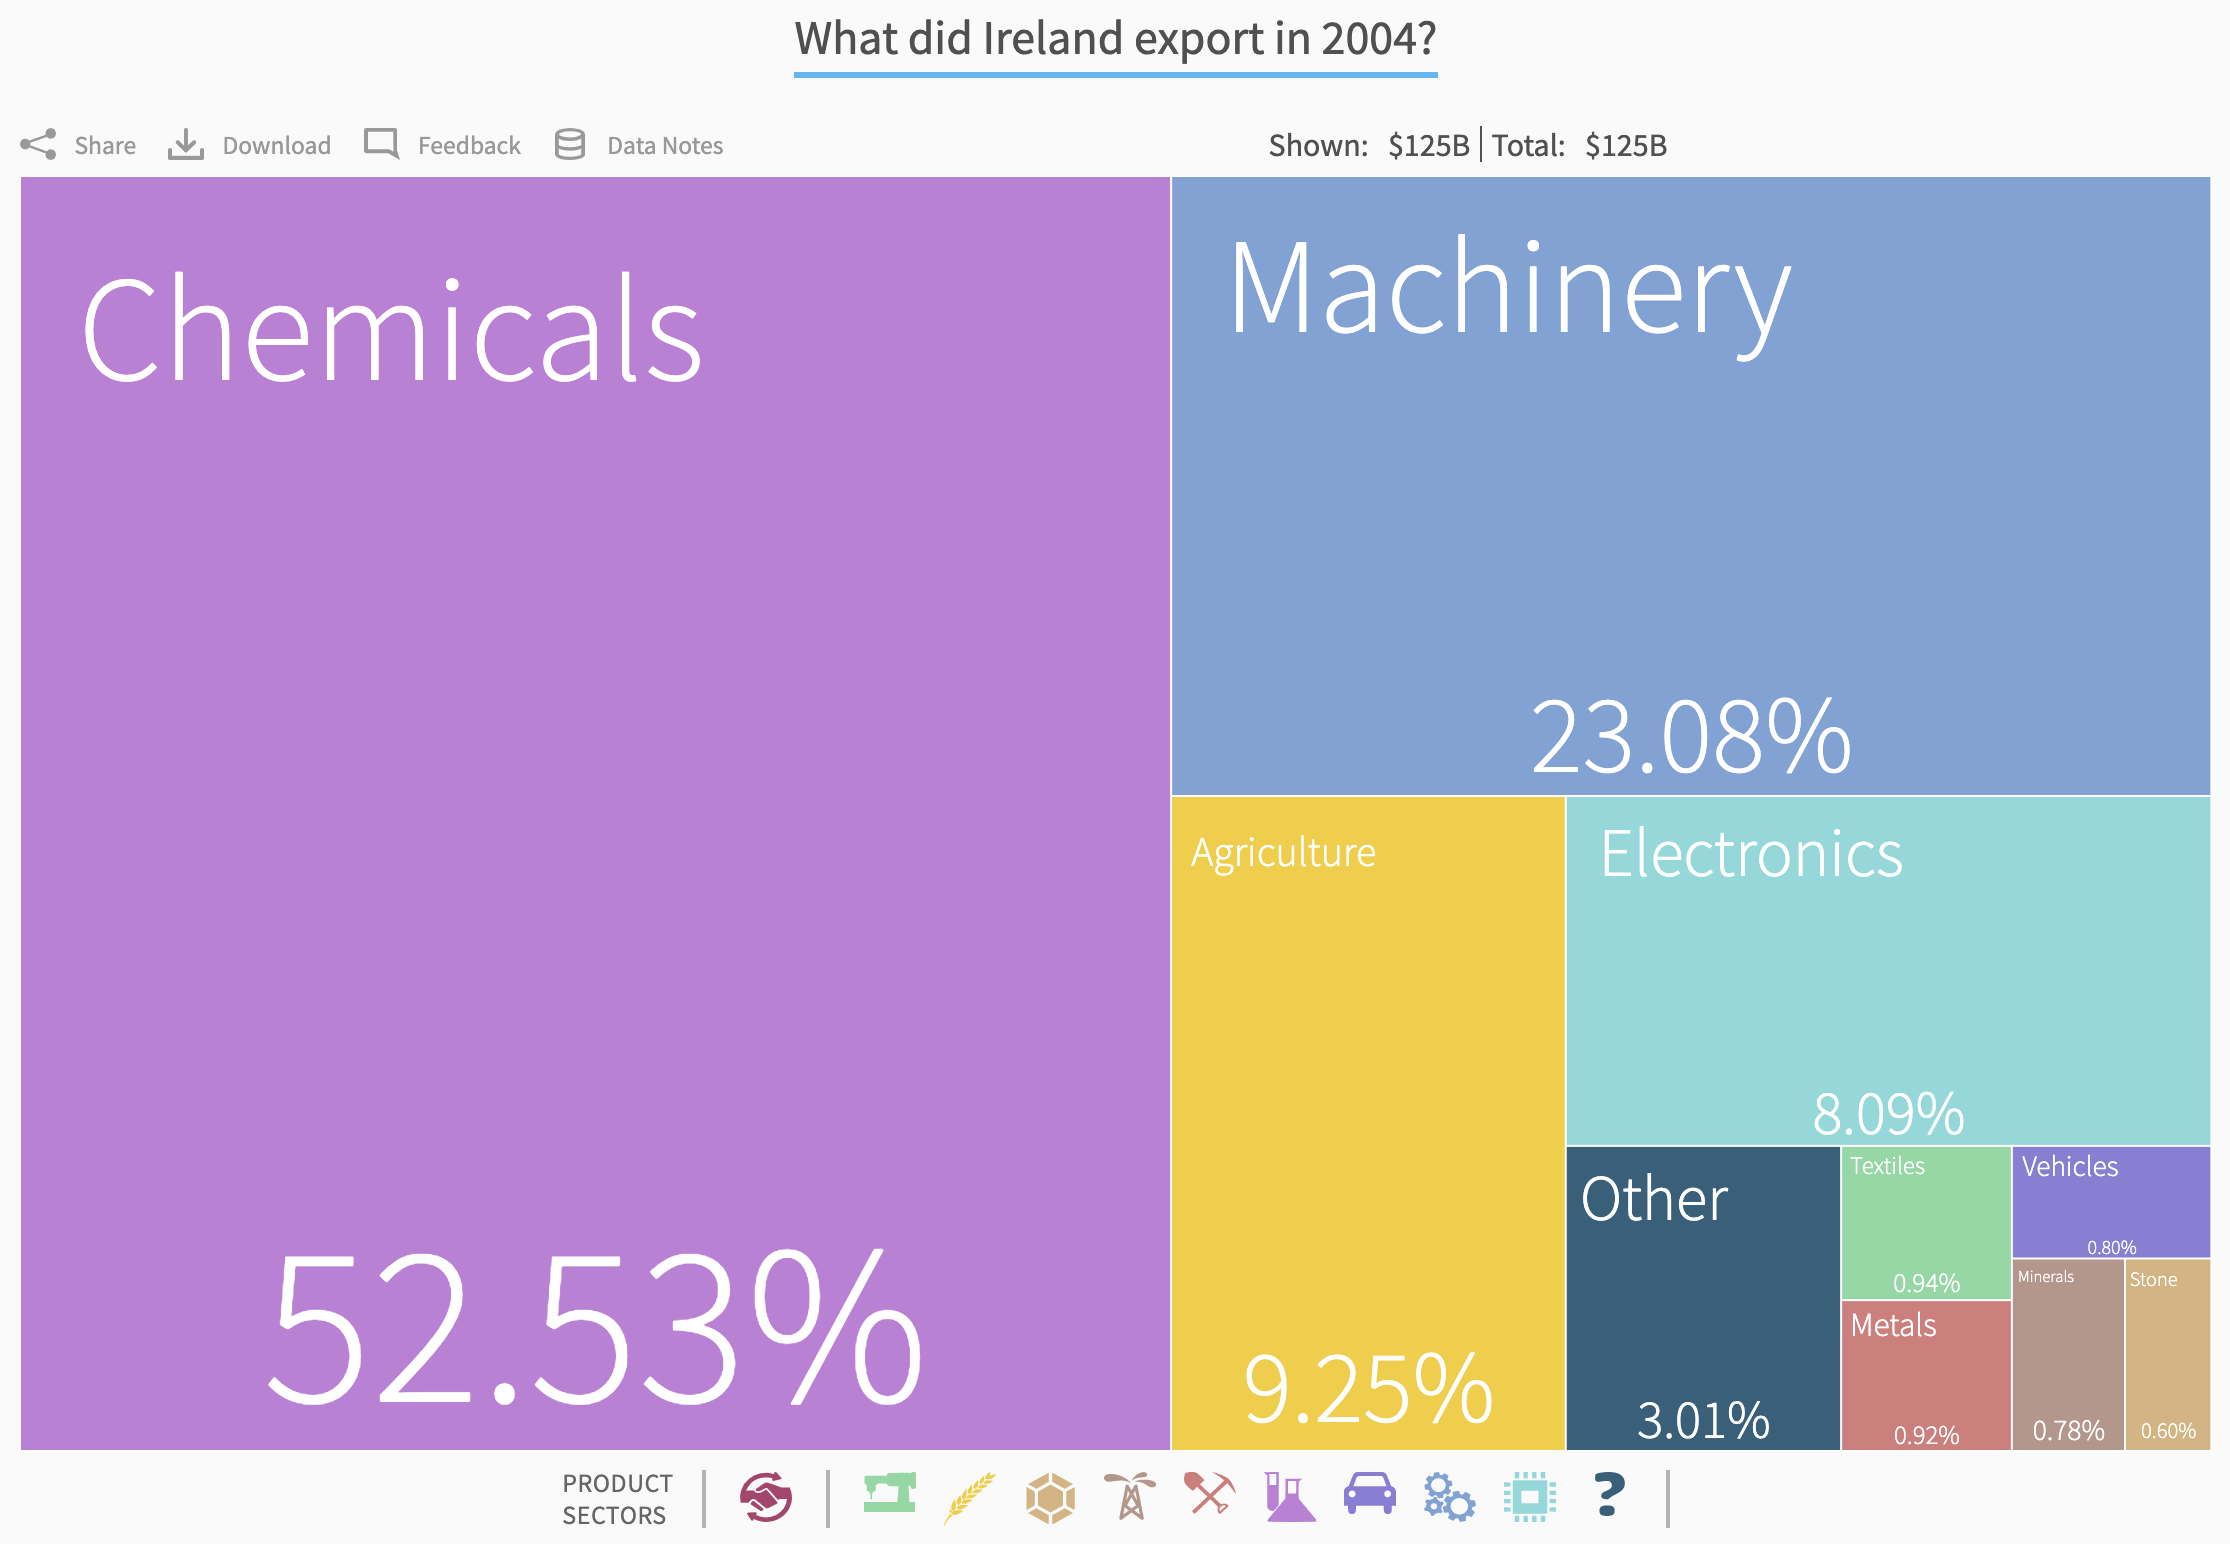 What did Ireland export in 2004?
Share Download Feedback Data Notes
Shown: $125B Total: $125B
Chemicals
52.53%
Machinery
23.08%
Agriculture
9.25%
Electronics
8.09%
Other
3.01%
Textiles
0.94%
Metals
0.92%
Vehicles
0.80%
Minerals
0.78%
Stone
0.60%
PRODUCT
SECTORS
?